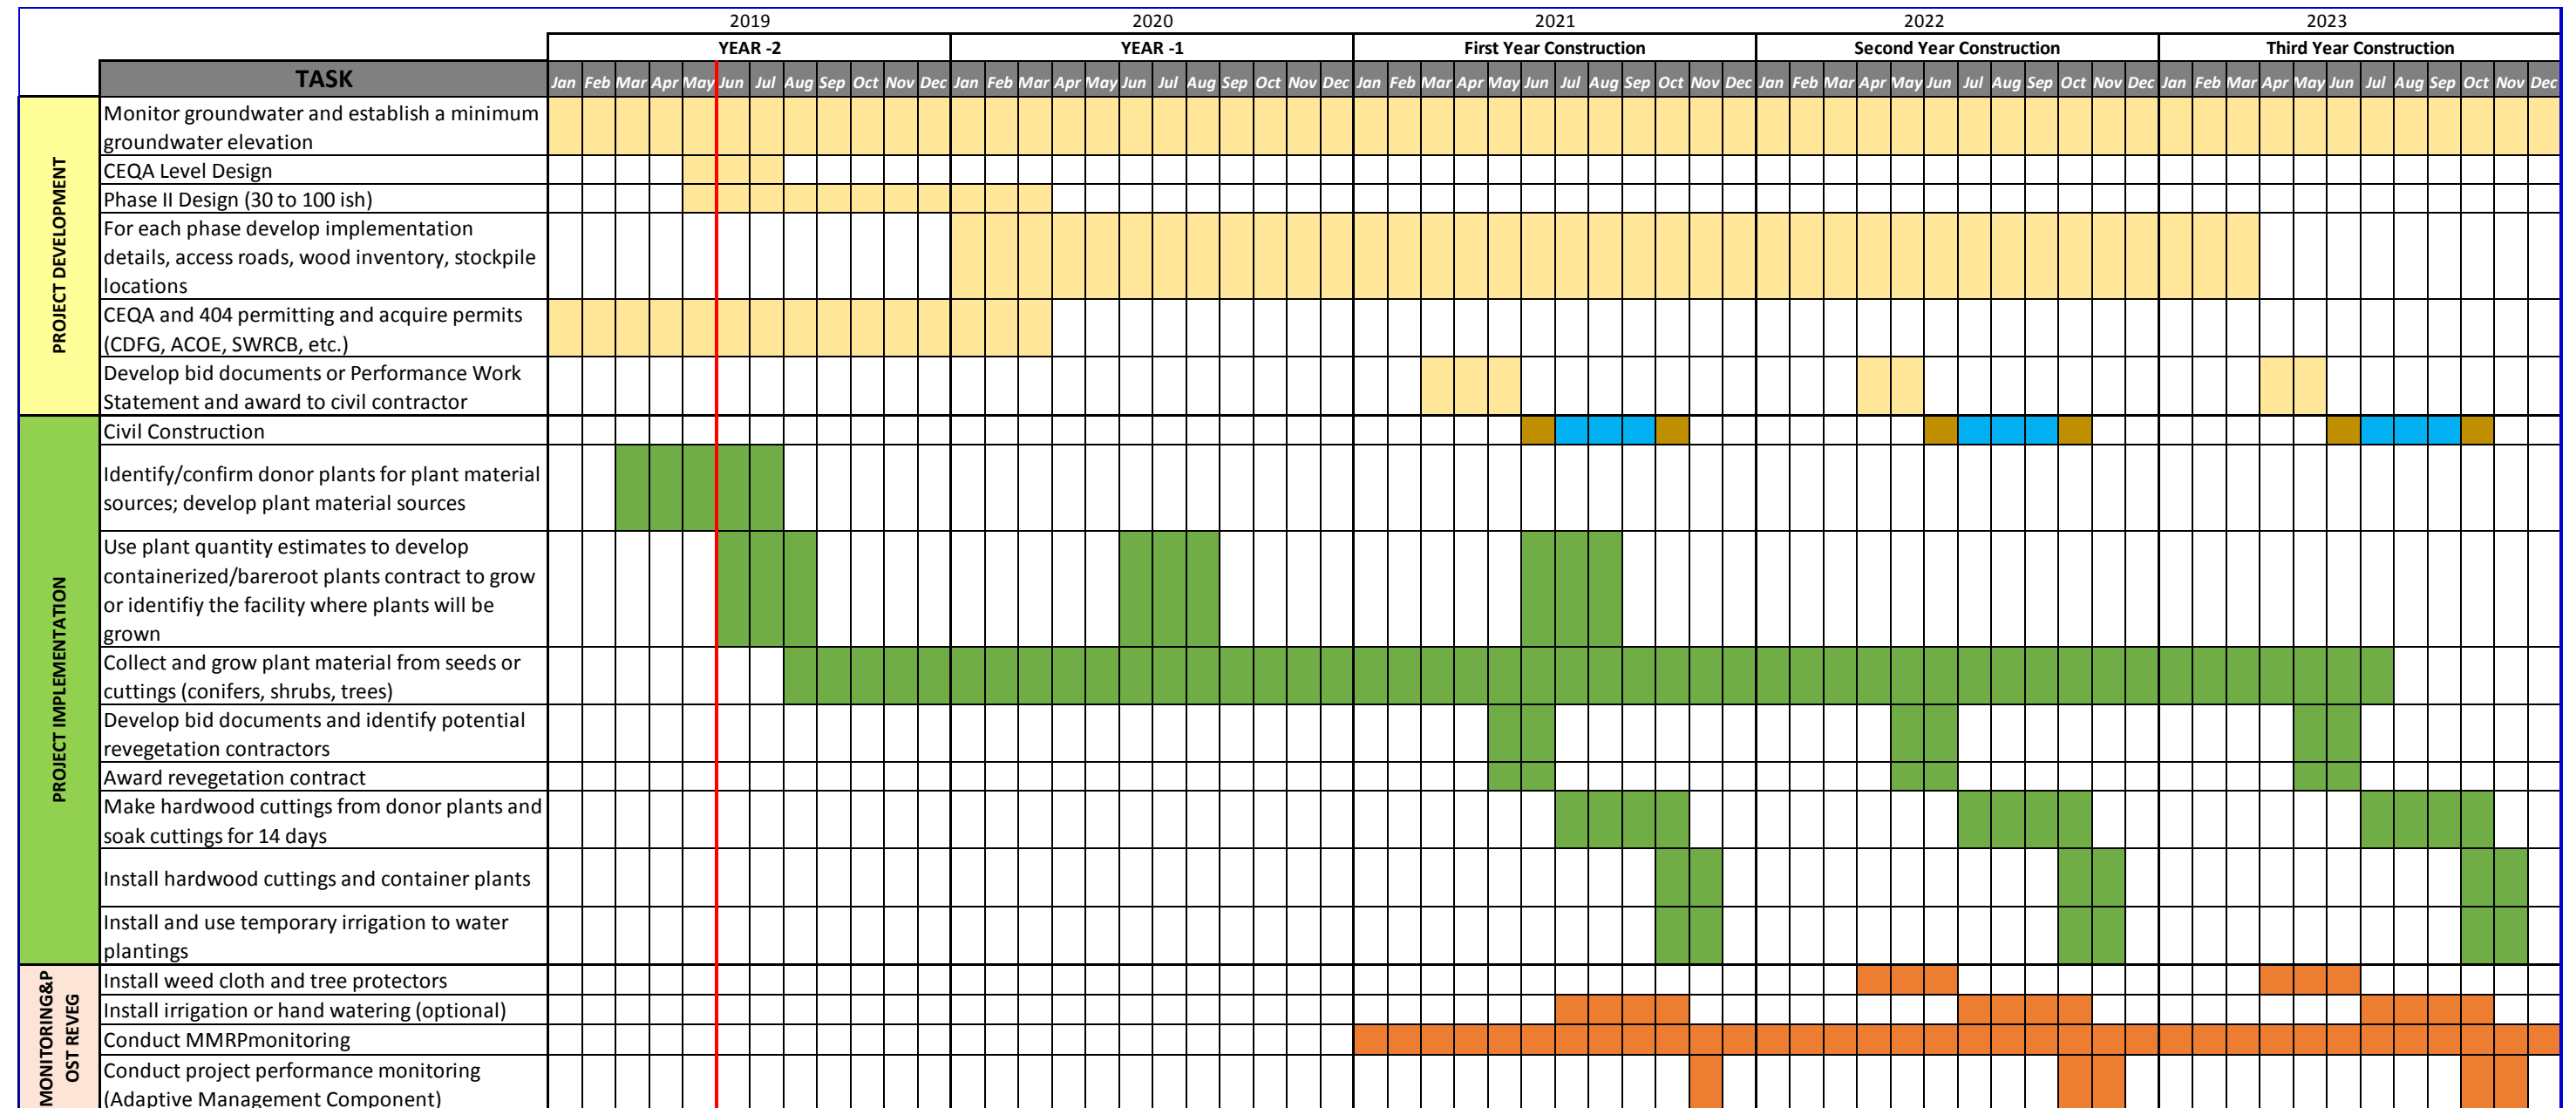 2019 2020 2021 2022 2023
YEAR -2 YEAR -1 First Year Construction Second Year Construction Third Year Construction
TASK Jan Feb Mar Apr May Jun Jul Aug Sep Oct Nov Dec Jan Feb Mar Apr May Jun Jul Aug Sep Oct Nov Dec Jan Feb Mar Apr May Jun Jul Aug Sep Oct Nov Dec Jan Feb Mar Apr May Jun Jul Aug Sep Oct Nov Dec Jan Feb Mar Apr May Jun Jul Aug Sep Oct Nov Dec
PROJECT DEVELOPMENT
Monitor groundwater and establish a minimum
groundwater elevation
CEQA Level Design
Phase II Design (30 to 100 ish)
For each phase develop implementation
details, access roads, wood inventory, stockpile
locations
CEQA and 404 permitting and acquire permits
(CDFG, ACOE, SWRCB, etc.)
Develop bid documents or Performance Work
Statement and award to civil contractor
PROJECT IMPLEMENTATION
Civil Construction
Identify/confirm donor plants for plant material
sources; develop plant material sources
Use plant quantity estimates to develop
containerized/bareroot plants contract to grow
or identifiy the facility where plants will be
grown
Collect and grow plant material from seeds or
cuttings (conifers, shrubs, trees)
Develop bid documents and identify potential
revegetation contractors
Award revegetation contract
Make hardwood cuttings from donor plants and
soak cuttings for 14 days
Install hardwood cuttings and container plants
Install and use temporary irrigation to water
plantings
MONITORING&P
OST REVEG
Install weed cloth and tree protectors
Install irrigation or hand watering (optional)
Conduct MMRPmonitoring
Conduct project performance monitoring
(Adaptive Management Component)